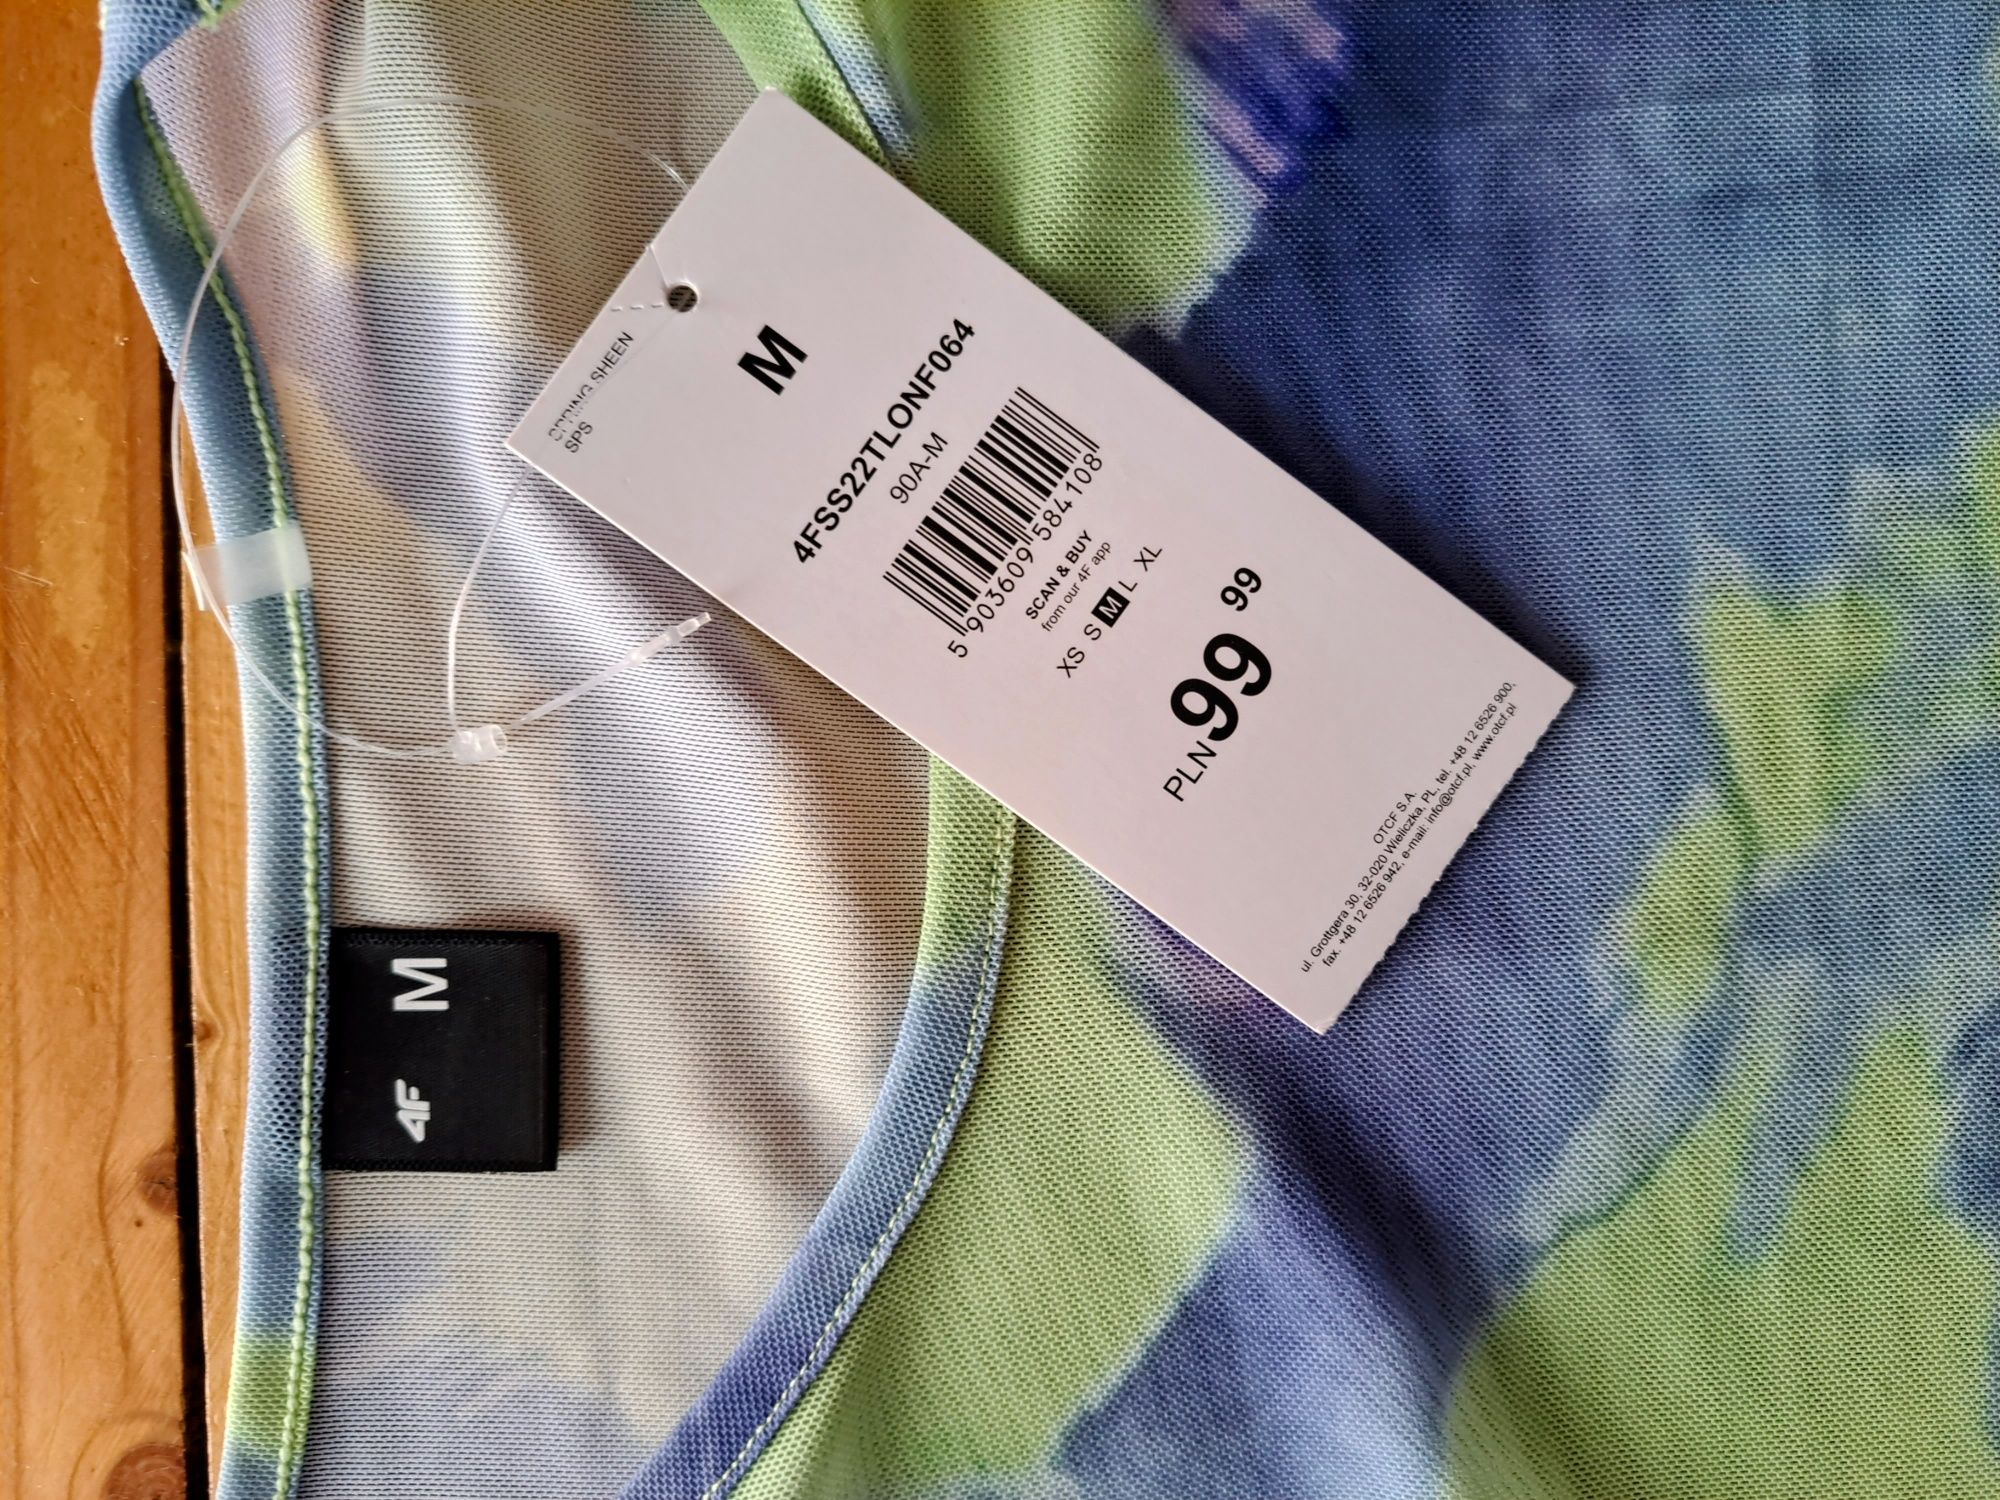 SPRING SHEEN
SPS
M
4FSS22TLONF064
90A-M
5 903609 584108
SCAN & BUY
from our 4F app
XS S M L XL
PLN 99 99
OTCF S.A.
ul. Grottgera 30, 32-020 Wieliczka, PL, tel. +48 12 6526 900,
fax. +48 12 6526 942, e-mail: info@otcf.pl, www.otcf.pl
4F M